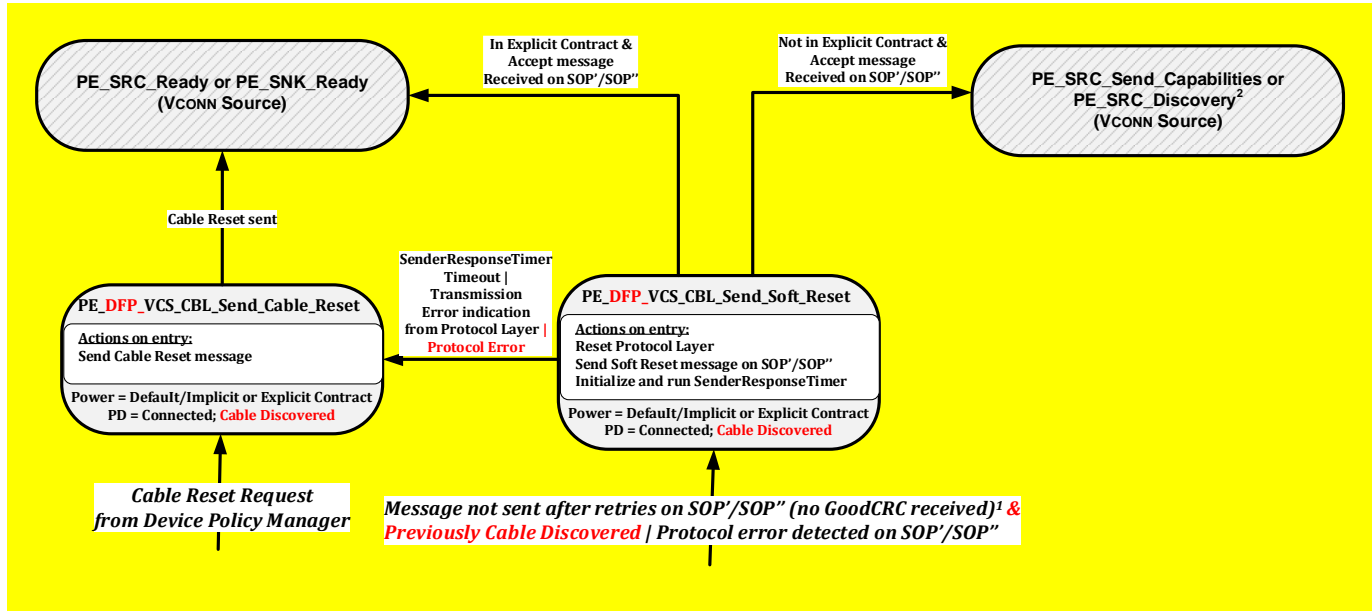 In Explicit Contract &
Accept message
Received on SOP’/SOP’’
Not in Explicit Contract &
Accept message
Received on SOP’/SOP’’
PE_SRC_Ready or PE_SNK_Ready
(VCONN Source)
PE_SRC_Send_Capabilities or
PE_SRC_Discovery²
(VCONN Source)
Cable Reset sent
SenderResponseTimer
Timeout |
Transmission
Error indication
from Protocol Layer |
Protocol Error
PE_DFP_VCS_CBL_Send_Cable_Reset
Actions on entry:
Send Cable Reset message
Power = Default/Implicit or Explicit Contract
PD = Connected; Cable Discovered
PE_DFP_VCS_CBL_Send_Soft_Reset
Actions on entry:
Reset Protocol Layer
Send Soft Reset message on SOP’/SOP’’
Initialize and run SenderResponseTimer
Power = Default/Implicit or Explicit Contract
PD = Connected; Cable Discovered
Cable Reset Request
from Device Policy Manager
Message not sent after retries on SOP’/SOP’’ (no GoodCRC received)¹ &
Previously Cable Discovered | Protocol error detected on SOP’/SOP’’